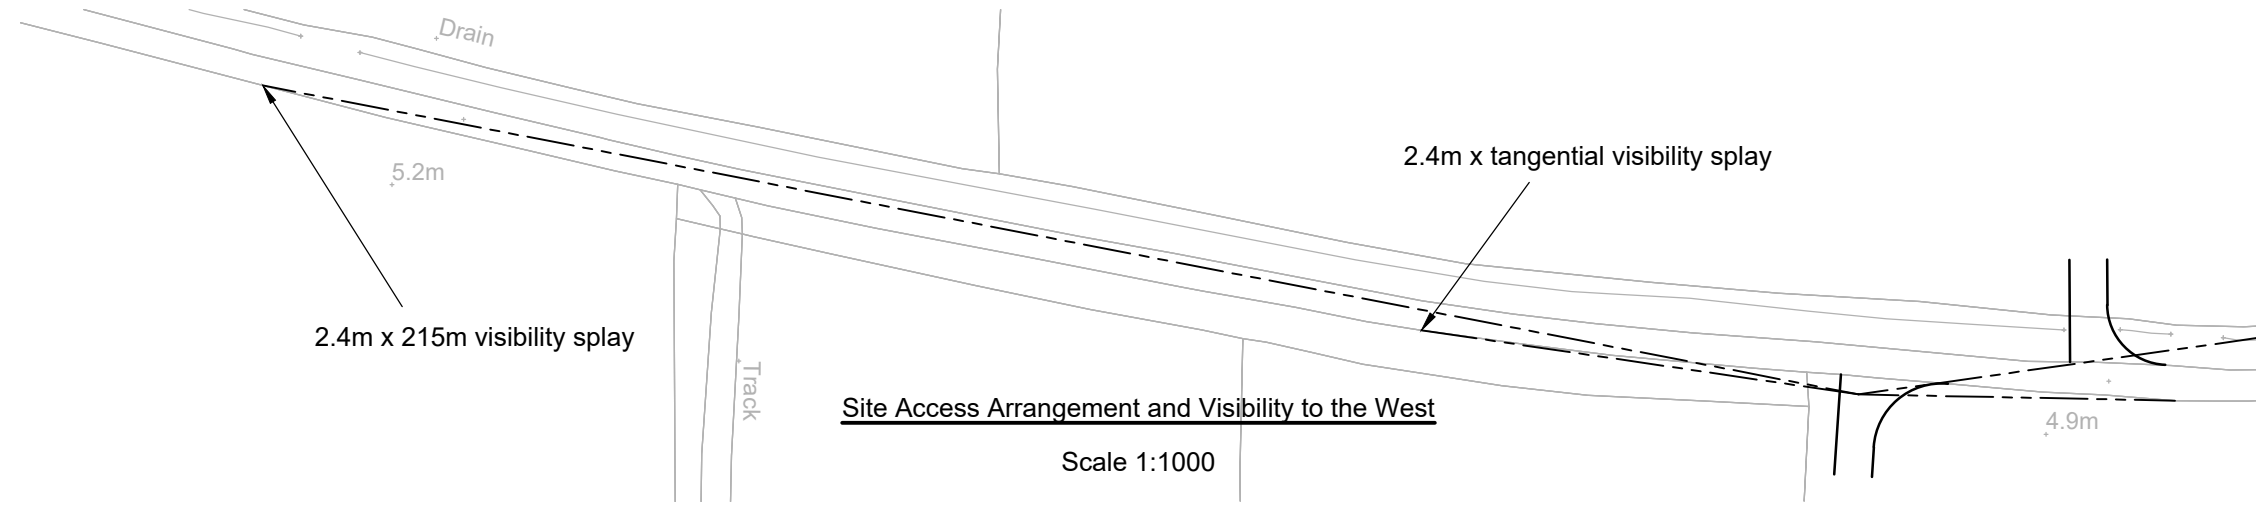 Drain
2.4m x tangential visibility splay
5.2m
2.4m x 215m visibility splay
Track
Site Access Arrangement and Visibility to the West
4.9m
Scale 1:1000